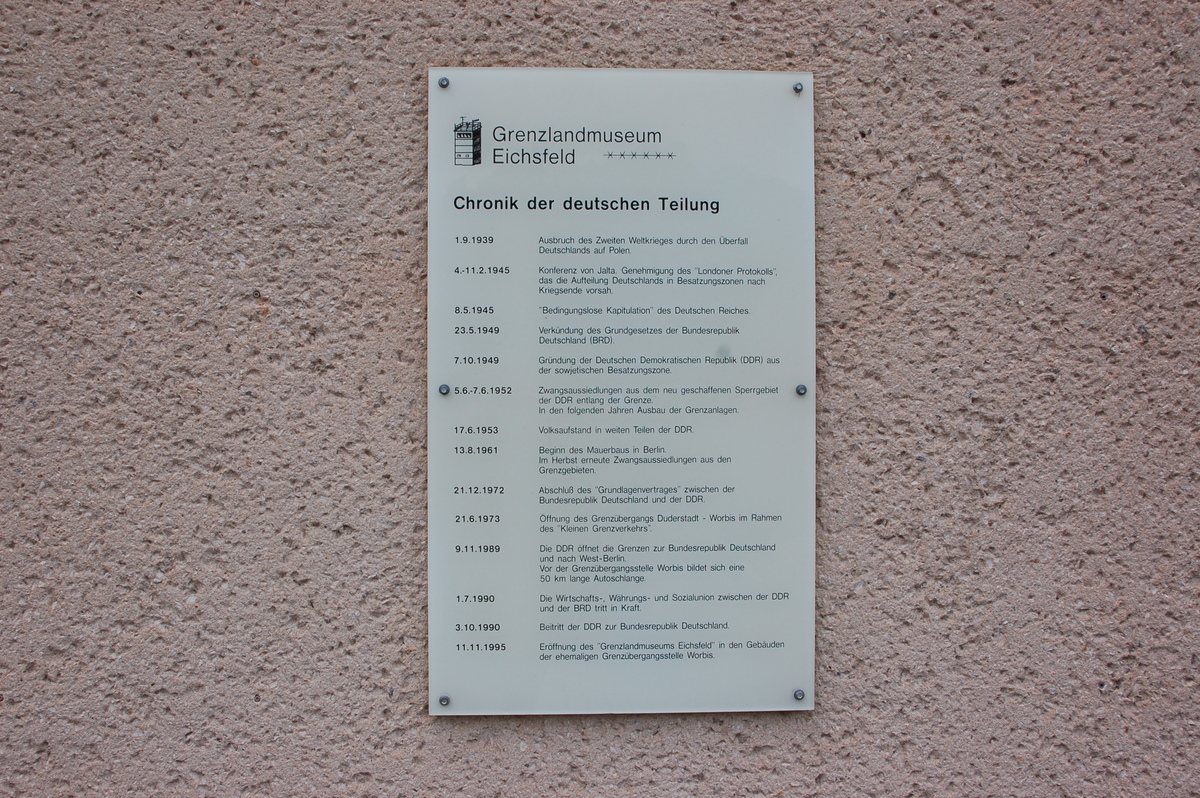 Grenzlandmuseum
Eichsfeld
Chronik der deutschen Teilung
1.9.1939 Ausbruch des Zweiten Weltkrieges durch den Überfall
Deutschlands auf Polen.
4.-11.2.1945 Konferenz von Jalta. Genehmigung des "Londoner Protokolls",
das die Aufteilung Deutschlands in Besatzungszonen nach
Kriegsende vorsah.
8.5.1945 "Bedingungslose Kapitulation" des Deutschen Reiches.
23.5.1949 Verkündung des Grundgesetzes der Bundesrepublik
Deutschland (BRD).
7.10.1949 Gründung der Deutschen Demokratischen Republik (DDR) aus
der sowjetischen Besatzungszone.
5.6.-7.6.1952 Zwangsaussiedlungen aus dem neu geschaffenen Sperrgebiet
der DDR entlang der Grenze.
In den folgenden Jahren Ausbau der Grenzanlagen.
17.6.1953 Volksaufstand in weiten Teilen der DDR.
13.8.1961 Beginn des Mauerbaus in Berlin.
Im Herbst erneute Zwangsaussiedlungen aus den
Grenzgebieten.
21.12.1972 Abschluß des "Grundlagenvertrages" zwischen der
Bundesrepublik Deutschland und der DDR.
21.6.1973 Öffnung des Grenzübergangs Duderstadt - Worbis im Rahmen
des "Kleinen Grenzverkehrs".
9.11.1989 Die DDR öffnet die Grenzen zur Bundesrepublik Deutschland
und nach West-Berlin.
Vor der Grenzübergangsstelle Worbis bildet sich eine
50 km lange Autoschlange.
1.7.1990 Die Wirtschafts-, Währungs- und Sozialunion zwischen der DDR
und der BRD tritt in Kraft.
3.10.1990 Beitritt der DDR zur Bundesrepublik Deutschland.
11.11.1995 Eröffnung des "Grenzlandmuseums Eichsfeld" in den Gebäuden
der ehemaligen Grenzübergangsstelle Worbis.